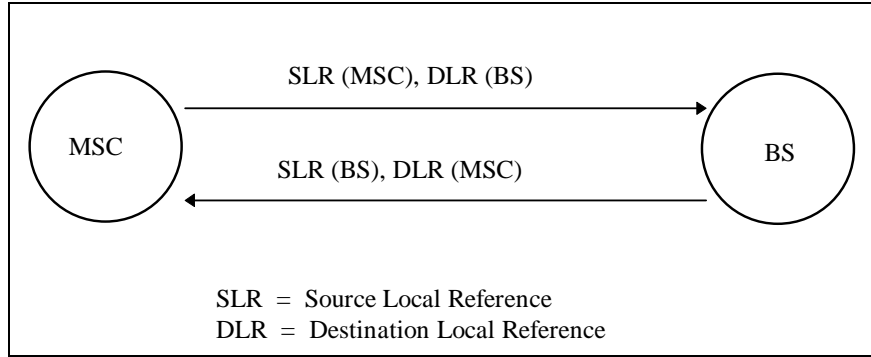 SLR (MSC), DLR (BS)
MSC
BS
SLR (BS), DLR (MSC)
SLR = Source Local Reference
DLR = Destination Local Reference